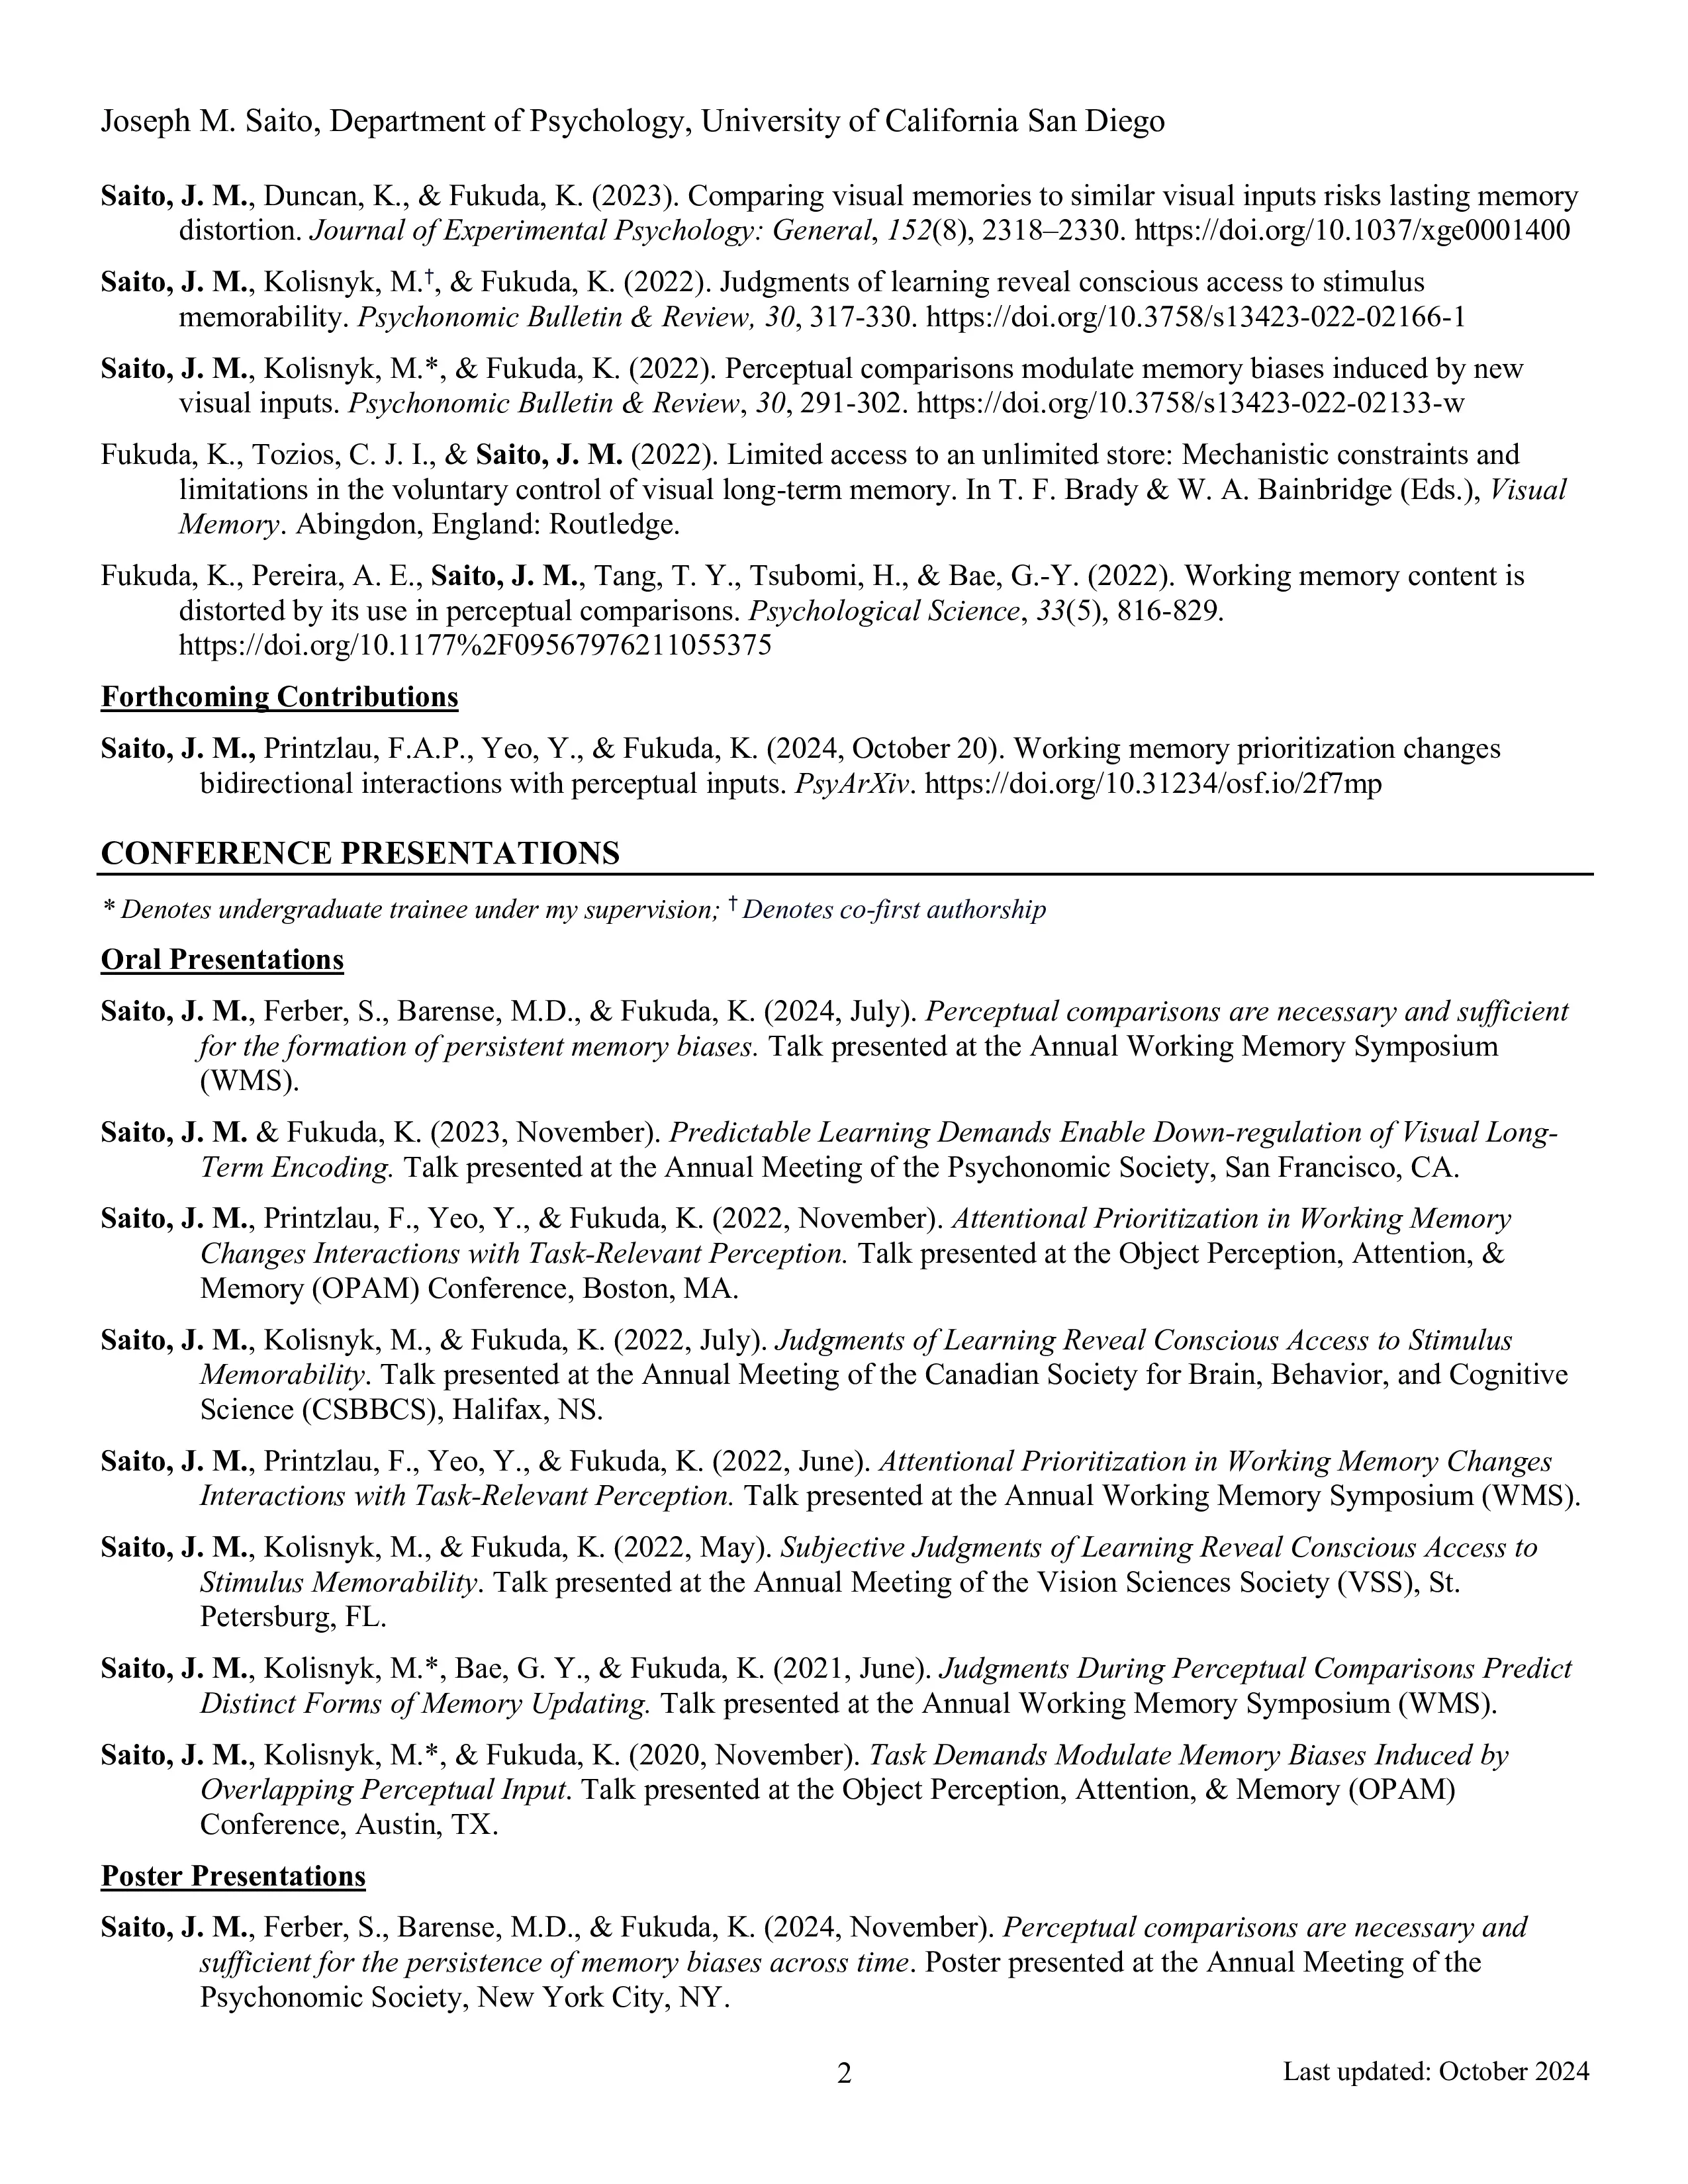 Joseph M. Saito, Department of Psychology, University of California San Diego
Saito, J. M., Duncan, K., & Fukuda, K. (2023). Comparing visual memories to similar visual inputs risks lasting memory
distortion. Journal of Experimental Psychology: General, 152(8), 2318–2330. https://doi.org/10.1037/xge0001400
Saito, J. M., Kolisnyk, M.†, & Fukuda, K. (2022). Judgments of learning reveal conscious access to stimulus
memorability. Psychonomic Bulletin & Review, 30, 317-330. https://doi.org/10.3758/s13423-022-02166-1
Saito, J. M., Kolisnyk, M.*, & Fukuda, K. (2022). Perceptual comparisons modulate memory biases induced by new
visual inputs. Psychonomic Bulletin & Review, 30, 291-302. https://doi.org/10.3758/s13423-022-02133-w
Fukuda, K., Tozios, C. J. I., & Saito, J. M. (2022). Limited access to an unlimited store: Mechanistic constraints and
limitations in the voluntary control of visual long-term memory. In T. F. Brady & W. A. Bainbridge (Eds.), Visual
Memory. Abingdon, England: Routledge.
Fukuda, K., Pereira, A. E., Saito, J. M., Tang, T. Y., Tsubomi, H., & Bae, G.-Y. (2022). Working memory content is
distorted by its use in perceptual comparisons. Psychological Science, 33(5), 816-829.
https://doi.org/10.1177%2F09567976211055375
Forthcoming Contributions
Saito, J. M., Printzlau, F.A.P., Yeo, Y., & Fukuda, K. (2024, October 20). Working memory prioritization changes
bidirectional interactions with perceptual inputs. PsyArXiv. https://doi.org/10.31234/osf.io/2f7mp
CONFERENCE PRESENTATIONS
* Denotes undergraduate trainee under my supervision; † Denotes co-first authorship
Oral Presentations
Saito, J. M., Ferber, S., Barense, M.D., & Fukuda, K. (2024, July). Perceptual comparisons are necessary and sufficient
for the formation of persistent memory biases. Talk presented at the Annual Working Memory Symposium
(WMS).
Saito, J. M. & Fukuda, K. (2023, November). Predictable Learning Demands Enable Down-regulation of Visual Long-
Term Encoding. Talk presented at the Annual Meeting of the Psychonomic Society, San Francisco, CA.
Saito, J. M., Printzlau, F., Yeo, Y., & Fukuda, K. (2022, November). Attentional Prioritization in Working Memory
Changes Interactions with Task-Relevant Perception. Talk presented at the Object Perception, Attention, &
Memory (OPAM) Conference, Boston, MA.
Saito, J. M., Kolisnyk, M., & Fukuda, K. (2022, July). Judgments of Learning Reveal Conscious Access to Stimulus
Memorability. Talk presented at the Annual Meeting of the Canadian Society for Brain, Behavior, and Cognitive
Science (CSBBCS), Halifax, NS.
Saito, J. M., Printzlau, F., Yeo, Y., & Fukuda, K. (2022, June). Attentional Prioritization in Working Memory Changes
Interactions with Task-Relevant Perception. Talk presented at the Annual Working Memory Symposium (WMS).
Saito, J. M., Kolisnyk, M., & Fukuda, K. (2022, May). Subjective Judgments of Learning Reveal Conscious Access to
Stimulus Memorability. Talk presented at the Annual Meeting of the Vision Sciences Society (VSS), St.
Petersburg, FL.
Saito, J. M., Kolisnyk, M.*, Bae, G. Y., & Fukuda, K. (2021, June). Judgments During Perceptual Comparisons Predict
Distinct Forms of Memory Updating. Talk presented at the Annual Working Memory Symposium (WMS).
Saito, J. M., Kolisnyk, M.*, & Fukuda, K. (2020, November). Task Demands Modulate Memory Biases Induced by
Overlapping Perceptual Input. Talk presented at the Object Perception, Attention, & Memory (OPAM)
Conference, Austin, TX.
Poster Presentations
Saito, J. M., Ferber, S., Barense, M.D., & Fukuda, K. (2024, November). Perceptual comparisons are necessary and
sufficient for the persistence of memory biases across time. Poster presented at the Annual Meeting of the
Psychonomic Society, New York City, NY.
2
Last updated: October 2024